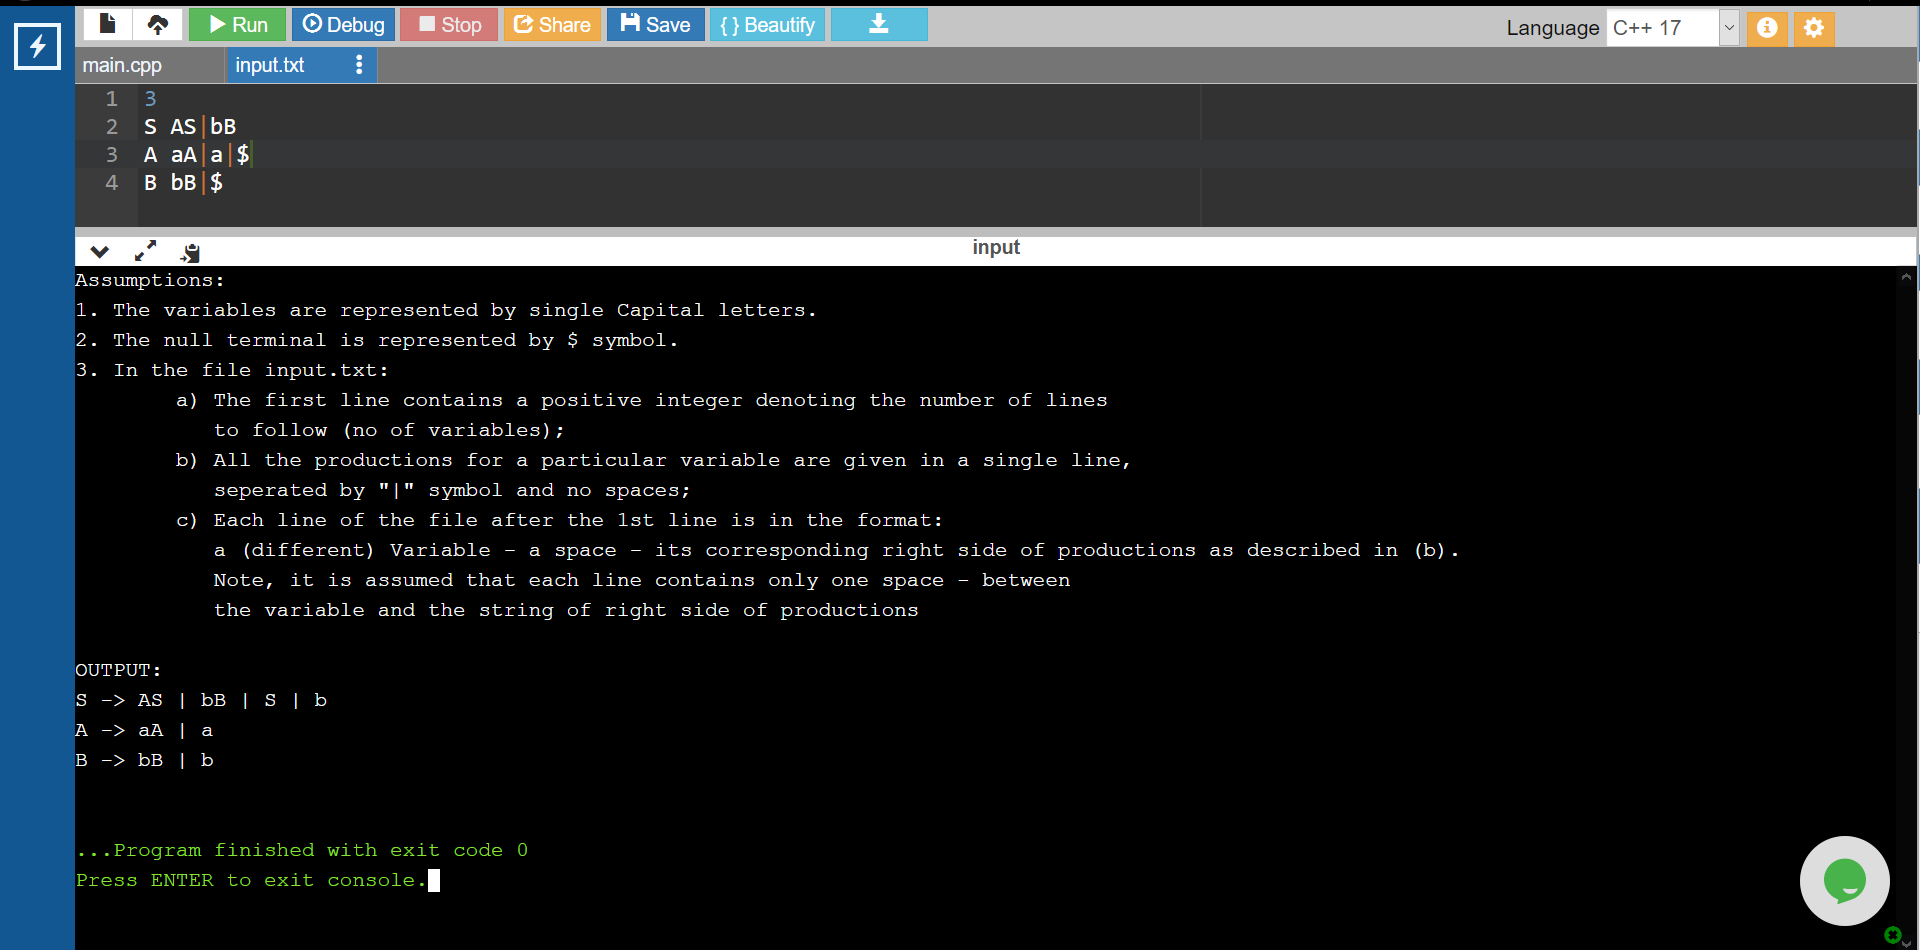 Run Debug Stop Share Save { } Beautify Language C++ 17
main.cpp input.txt
1 3
2 S AS|bB
3 A aA|a|$
4 B bB|$
input
Assumptions:
1. The variables are represented by single Capital letters.
2. The null terminal is represented by $ symbol.
3. In the file input.txt:
a) The first line contains a positive integer denoting the number of lines
to follow (no of variables);
b) All the productions for a particular variable are given in a single line,
seperated by "|" symbol and no spaces;
c) Each line of the file after the 1st line is in the format:
a (different) Variable - a space - its corresponding right side of productions as described in (b).
Note, it is assumed that each line contains only one space - between
the variable and the string of right side of productions
OUTPUT:
S -> AS | bB | S | b
A -> aA | a
B -> bB | b
...Program finished with exit code 0
Press ENTER to exit console.